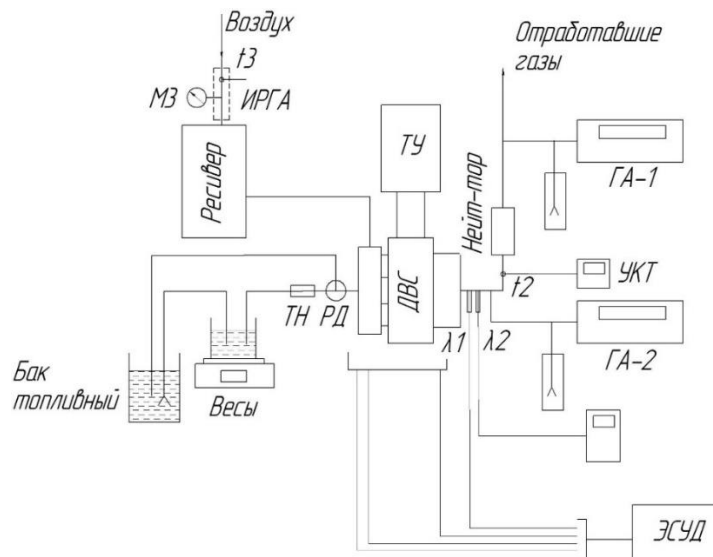 Воздух
t3
МЗ
ИРГА
Ресивер
ТУ
Отработавшие
газы
Нейт-тор
ГА-1
t2
УКТ
ТН РД
ДВС
λ1
λ2
ГА-2
Бак
топливный
Весы
ЭСУД